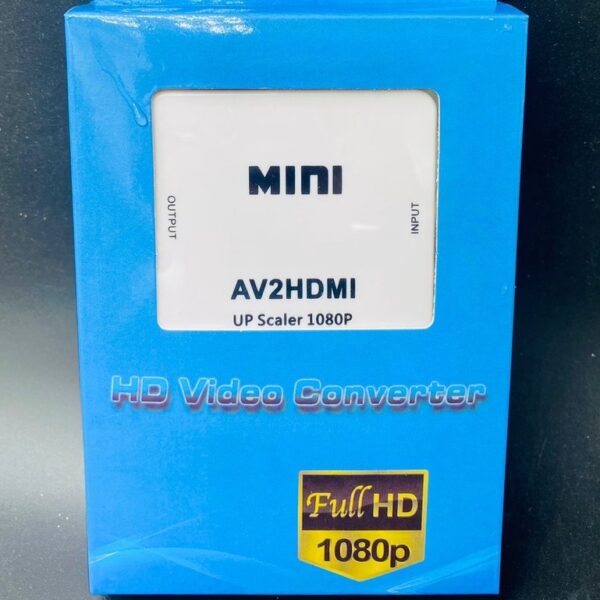 MINI
OUTPUT
INPUT
AV2HDMI
UP Scaler 1080P
HD Video Converter
Full HD
1080p